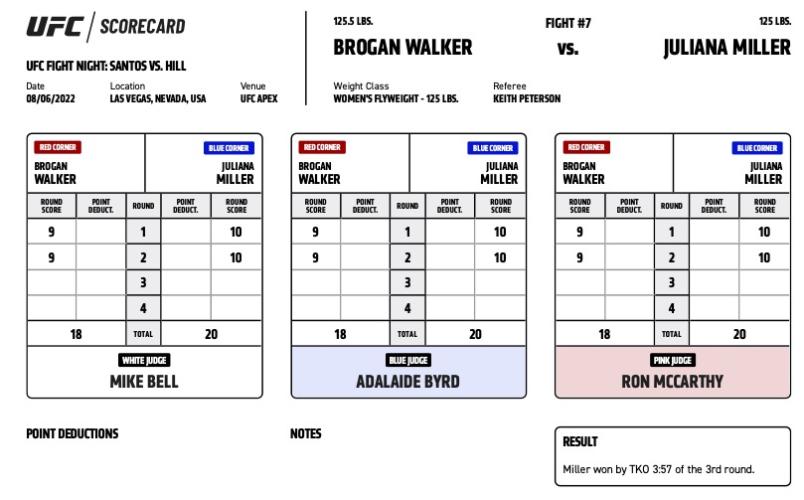 UFC / SCORECARD
UFC FIGHT NIGHT: SANTOS VS. HILL
Date Location Venue
08/06/2022 LAS VEGAS, NEVADA, USA UFC APEX
125.5 LBS. FIGHT #7 125 LBS.
BROGAN WALKER VS. JULIANA MILLER
Weight Class Referee
WOMEN'S FLYWEIGHT - 125 LBS. KEITH PETERSON
RED CORNER BLUE CORNER
BROGAN JULIANA
WALKER MILLER
ROUND SCORE POINT DEDUCT. ROUND POINT DEDUCT. ROUND SCORE
9 1 10
9 2 10
3
4
18 TOTAL 20
WHITE JUDGE
MIKE BELL
RED CORNER BLUE CORNER
BROGAN JULIANA
WALKER MILLER
ROUND SCORE POINT DEDUCT. ROUND POINT DEDUCT. ROUND SCORE
9 1 10
9 2 10
3
4
18 TOTAL 20
BLUE JUDGE
ADALAIDE BYRD
RED CORNER BLUE CORNER
BROGAN JULIANA
WALKER MILLER
ROUND SCORE POINT DEDUCT. ROUND POINT DEDUCT. ROUND SCORE
9 1 10
9 2 10
3
4
18 TOTAL 20
PINK JUDGE
RON MCCARTHY
POINT DEDUCTIONS
NOTES
RESULT
Miller won by TKO 3:57 of the 3rd round.